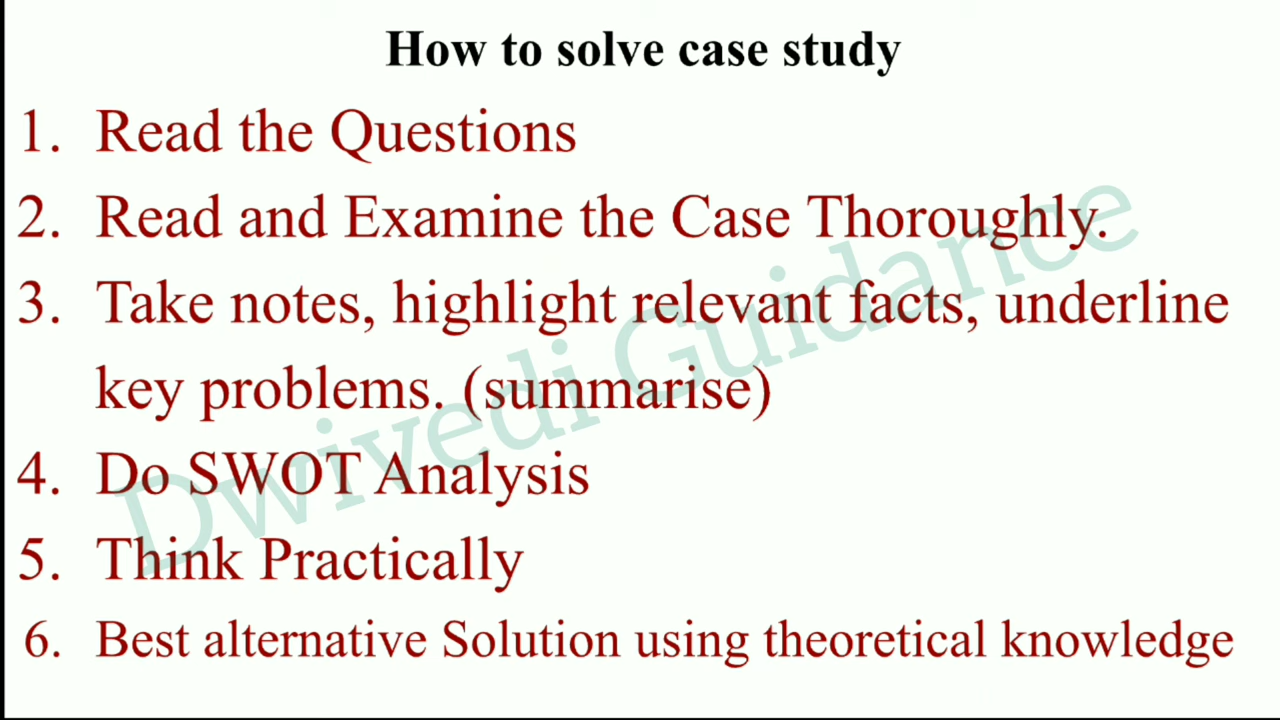 How to solve case study
1. Read the Questions
2. Read and Examine the Case Thoroughly.
3. Take notes, highlight relevant facts, underline
key problems. (summarise)
4. Do SWOT Analysis
5. Think Practically
6. Best alternative Solution using theoretical knowledge
Dwivedi Guidance